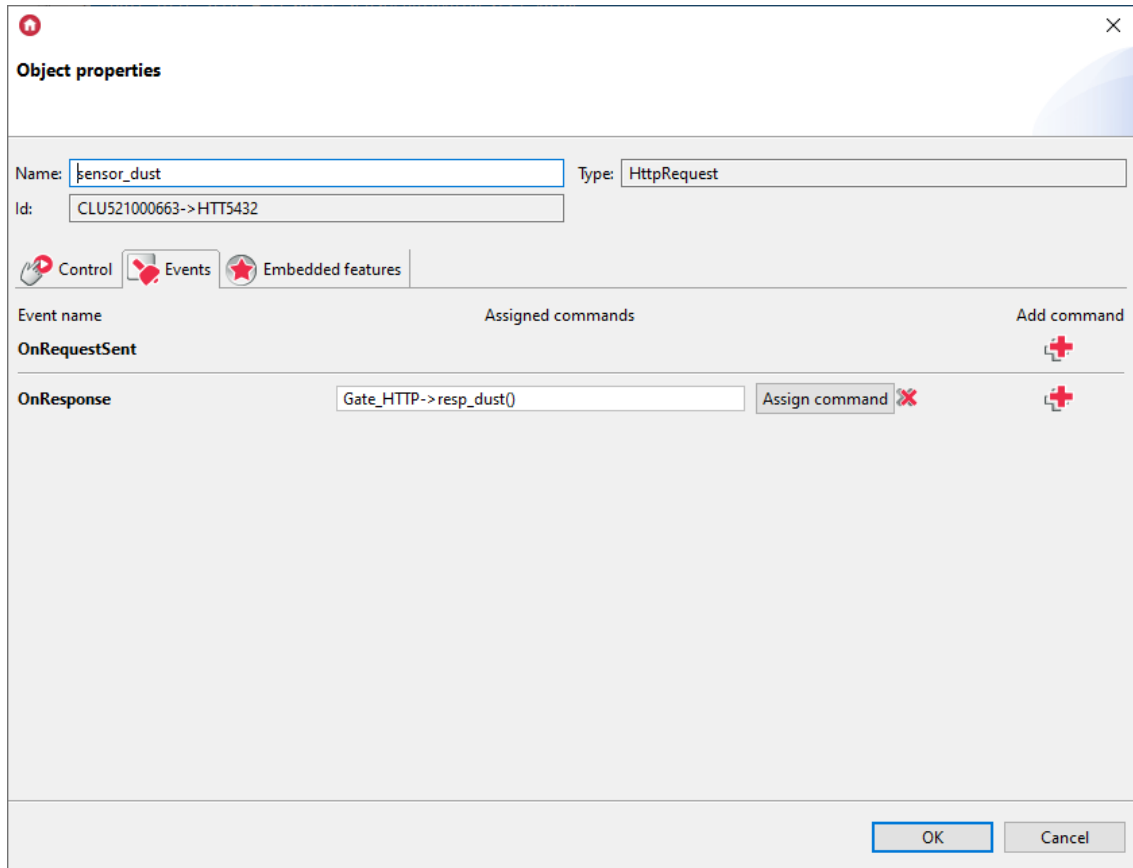 Object properties
Name: sensor_dust Type: HttpRequest
Id: CLU521000663->HTT5432
Control Events Embedded features
Event name Assigned commands Add command
OnRequestSent
OnResponse Gate_HTTP->resp_dust() Assign command
OK Cancel